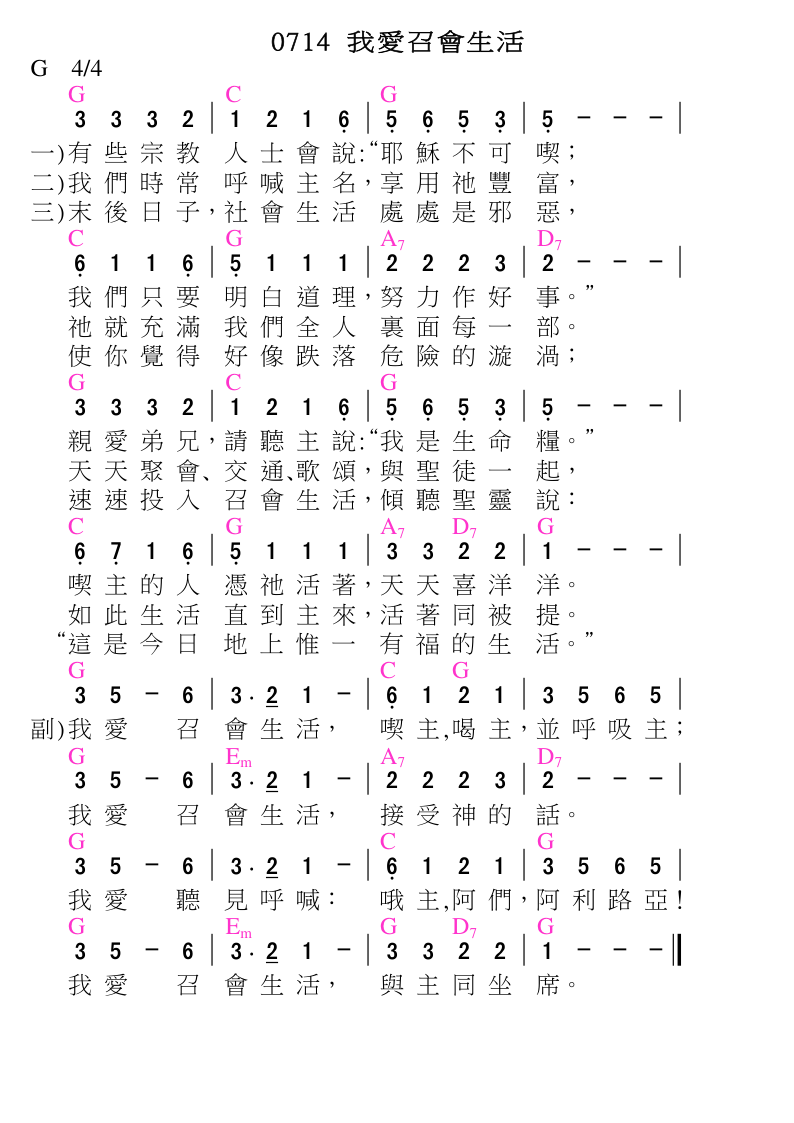 0714 我愛召會生活
G 4/4
G C G
3 3 3 2 | 1 2 1 6̣ | 5̣ 6̣ 5̣ 3̣ | 5̣ − − − |
一)有些宗教 人士會說:“耶穌不可 喫；
二)我們時常 呼喊主名，享用祂豐 富，
三)末後日子，社會生活 處處是邪 惡，
C G A7 D7
6̣ 1 1 6̣ | 5̣ 1 1 1 | 2 2 2 3 | 2 − − − |
我們只要 明白道理，努力作好 事。”
祂就充滿 我們全人 裏面每一 部。
使你覺得 好像跌落 危險的漩 渦；
G C G
3 3 3 2 | 1 2 1 6̣ | 5̣ 6̣ 5̣ 3̣ | 5̣ − − − |
親愛弟兄，請聽主說:“我是生命 糧。”
天天聚會、交通、歌頌，與聖徒一 起，
速速投入 召會生活，傾聽聖靈 說：
C G A7 D7 G
6̣ 7̣ 1 6̣ | 5̣ 1 1 1 | 3 3 2 2 | 1 − − − |
喫主的人 憑祂活著，天天喜洋 洋。
如此生活 直到主來，活著同被 提。
“這是今日 地上惟一 有福的生 活。”
G C G
3 5 − 6 | 3· 2̲ 1 − | 6̣ 1 2 1 | 3 5 6 5 |
副)我愛 召 會生活， 喫主,喝主，並呼吸主；
G Em A7 D7
3 5 − 6 | 3· 2̲ 1 − | 2 2 2 3 | 2 − − − |
我愛 召 會生活， 接受神的 話。
G C G
3 5 − 6 | 3· 2̲ 1 − | 6̣ 1 2 1 | 3 5 6 5 |
我愛 聽 見呼喊： 哦主,阿們，阿利路亞!
G Em G D7 G
3 5 − 6 | 3· 2̲ 1 − | 3 3 2 2 | 1 − − − ‖
我愛 召 會生活， 與主同坐 席。